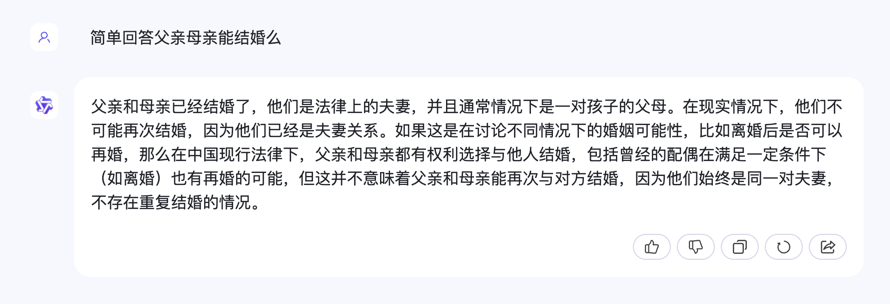 简单回答父亲母亲能结婚么
父亲和母亲已经结婚了，他们是法律上的夫妻，并且通常情况下是一对孩子的父母。在现实情况下，他们不
可能再次结婚，因为他们已经是夫妻关系。如果这是在讨论不同情况下的婚姻可能性，比如离婚后是否可以
再婚，那么在中国现行法律下，父亲和母亲都有权利选择与他人结婚，包括曾经的配偶在满足一定条件下
（如离婚）也有再婚的可能，但这并不意味着父亲和母亲能再次与对方结婚，因为他们始终是同一对夫妻，
不存在重复结婚的情况。